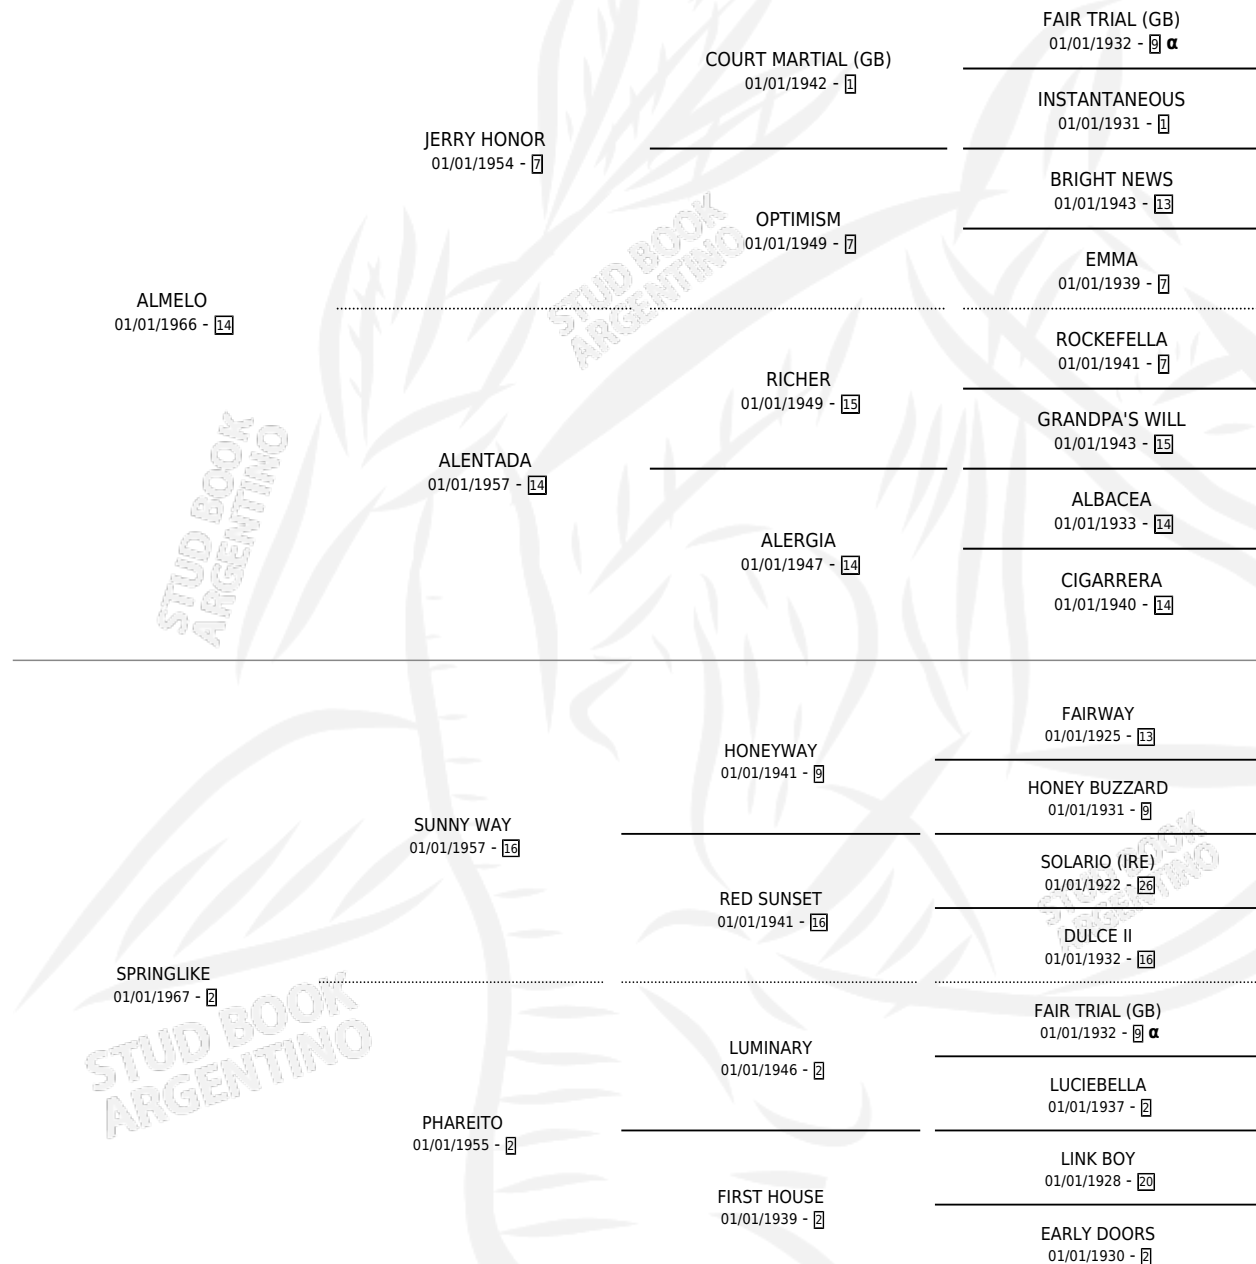 FAIR TRIAL (GB)
01/01/1932 - 9 α
COURT MARTIAL (GB)
01/01/1942 - 1
INSTANTANEOUS
01/01/1931 - 1
JERRY HONOR
01/01/1954 - 7
BRIGHT NEWS
01/01/1943 - 13
OPTIMISM
01/01/1949 - 7
EMMA
01/01/1939 - 7
ALMELO
01/01/1966 - 14
ROCKEFELLA
01/01/1941 - 7
RICHER
01/01/1949 - 15
GRANDPA'S WILL
01/01/1943 - 15
ALENTADA
01/01/1957 - 14
ALBACEA
01/01/1933 - 14
ALERGIA
01/01/1947 - 14
CIGARRERA
01/01/1940 - 14
FAIRWAY
01/01/1925 - 13
HONEYWAY
01/01/1941 - 9
HONEY BUZZARD
01/01/1931 - 9
SUNNY WAY
01/01/1957 - 16
SOLARIO (IRE)
01/01/1922 - 26
RED SUNSET
01/01/1941 - 16
DULCE II
01/01/1932 - 16
SPRINGLIKE
01/01/1967 - 2
FAIR TRIAL (GB)
01/01/1932 - 9 α
LUMINARY
01/01/1946 - 2
LUCIEBELLA
01/01/1937 - 2
PHAREITO
01/01/1955 - 2
LINK BOY
01/01/1928 - 20
FIRST HOUSE
01/01/1939 - 2
EARLY DOORS
01/01/1930 - 2
STUD BOOK
ARGENTINO
STUD BOOK
ARGENTINO
STUD BOOK
ARGENTINO
STUD BOOK
ARGENTINO